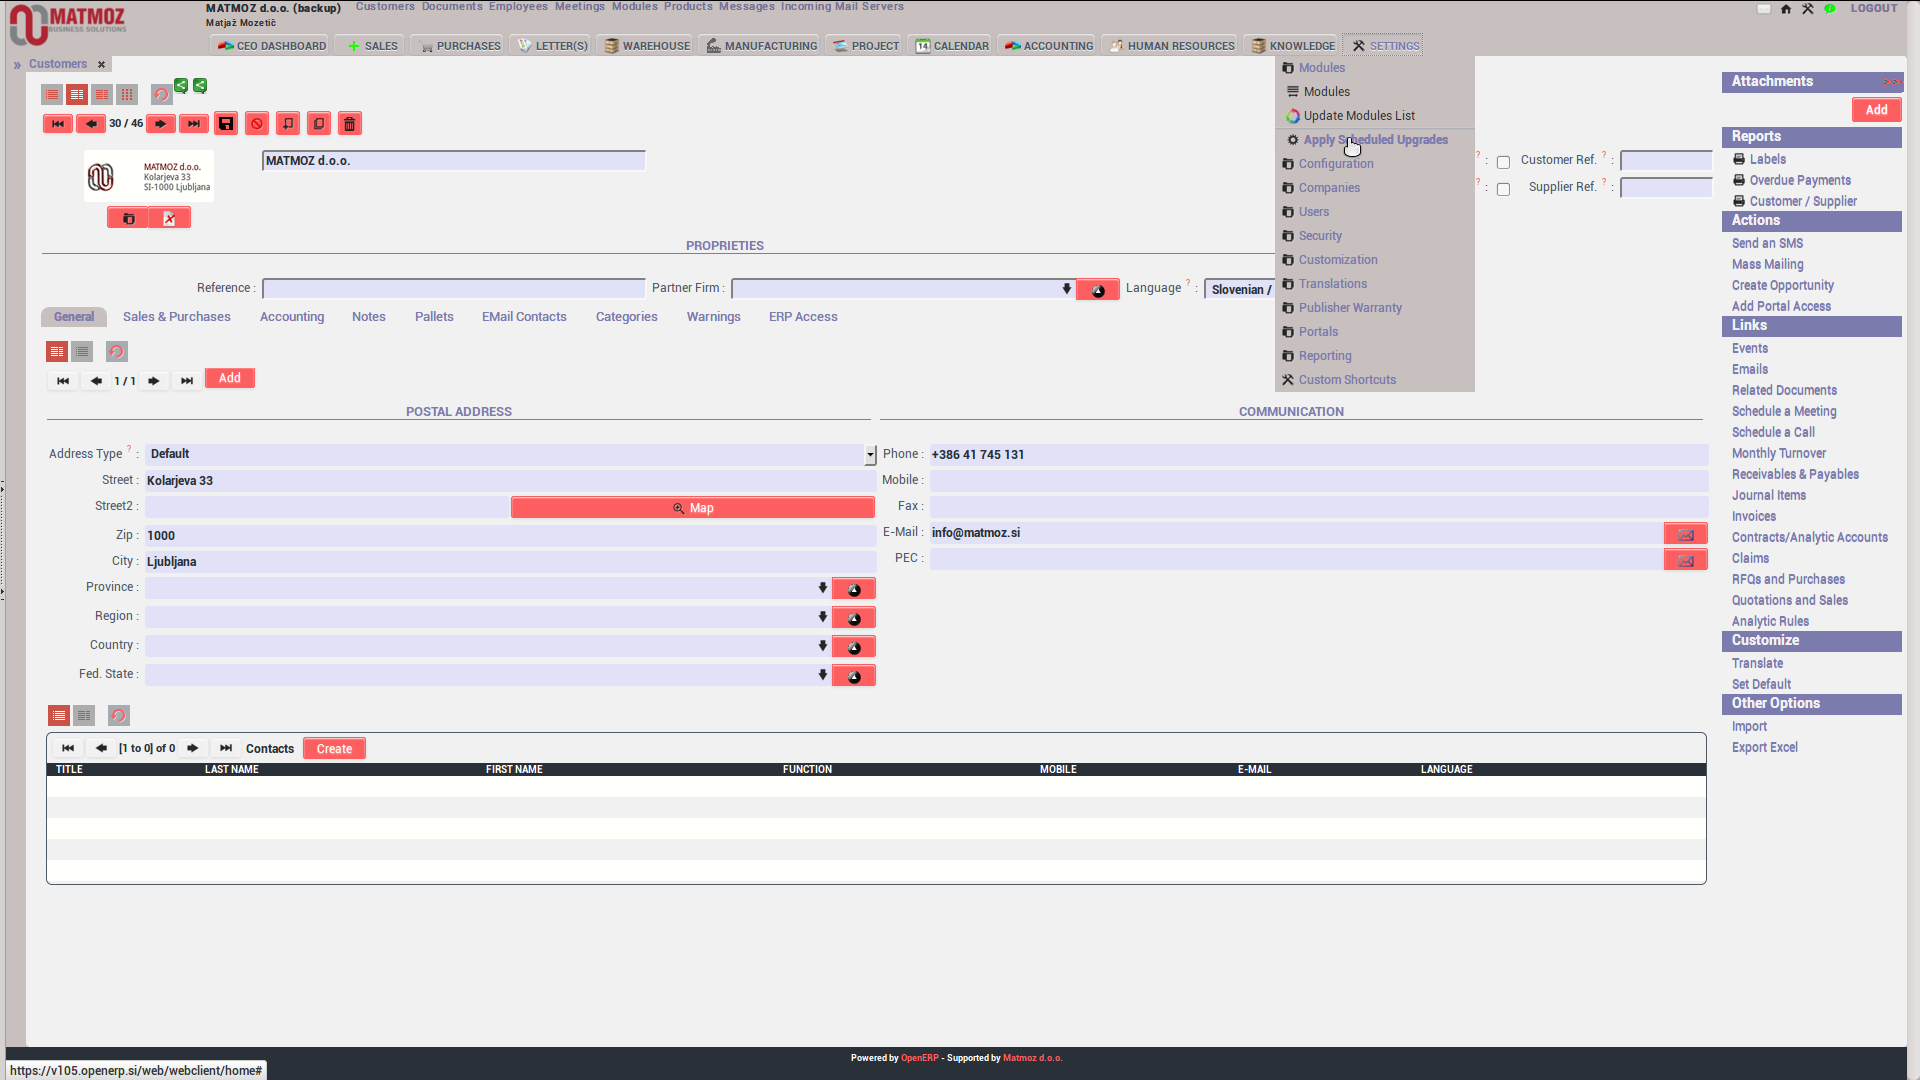 MATMOZ
BUSINESS SOLUTIONS
MATMOZ d.o.o. (backup)
Matjaž Mozetič
Customers Documents Employees Meetings Modules Products Messages Incoming Mail Servers
LOGOUT
CEO DASHBOARD
SALES
PURCHASES
LETTER(S)
WAREHOUSE
MANUFACTURING
PROJECT
14 CALENDAR
ACCOUNTING
HUMAN RESOURCES
KNOWLEDGE
SETTINGS
» Customers ×
30 / 46
MATMOZ d.o.o.
Kolarjeva 33
SI-1000 Ljubljana
MATMOZ d.o.o.
Modules
Modules
Update Modules List
Apply Scheduled Upgrades
Configuration
Companies
Users
Security
Customization
Translations
Publisher Warranty
Portals
Reporting
Custom Shortcuts
? :
Customer Ref. ? :
? :
Supplier Ref. ? :
PROPRIETIES
Reference :
Partner Firm :
Language ? :
Slovenian /
General
Sales & Purchases
Accounting
Notes
Pallets
EMail Contacts
Categories
Warnings
ERP Access
1 / 1
Add
POSTAL ADDRESS
Address Type ? : Default
Street : Kolarjeva 33
Street2 :
Map
Zip : 1000
City : Ljubljana
Province :
Region :
Country :
Fed. State :
COMMUNICATION
Phone : +386 41 745 131
Mobile :
Fax :
E-Mail : info@matmoz.si
PEC :
[1 to 0] of 0
Contacts
Create
TITLE LAST NAME FIRST NAME FUNCTION MOBILE E-MAIL LANGUAGE
Attachments
>>>
Add
Reports
Labels
Overdue Payments
Customer / Supplier
Actions
Send an SMS
Mass Mailing
Create Opportunity
Add Portal Access
Links
Events
Emails
Related Documents
Schedule a Meeting
Schedule a Call
Monthly Turnover
Receivables & Payables
Journal Items
Invoices
Contracts/Analytic Accounts
Claims
RFQs and Purchases
Quotations and Sales
Analytic Rules
Customize
Translate
Set Default
Other Options
Import
Export Excel
Powered by OpenERP - Supported by Matmoz d.o.o.
https://v105.openerp.si/web/webclient/home#